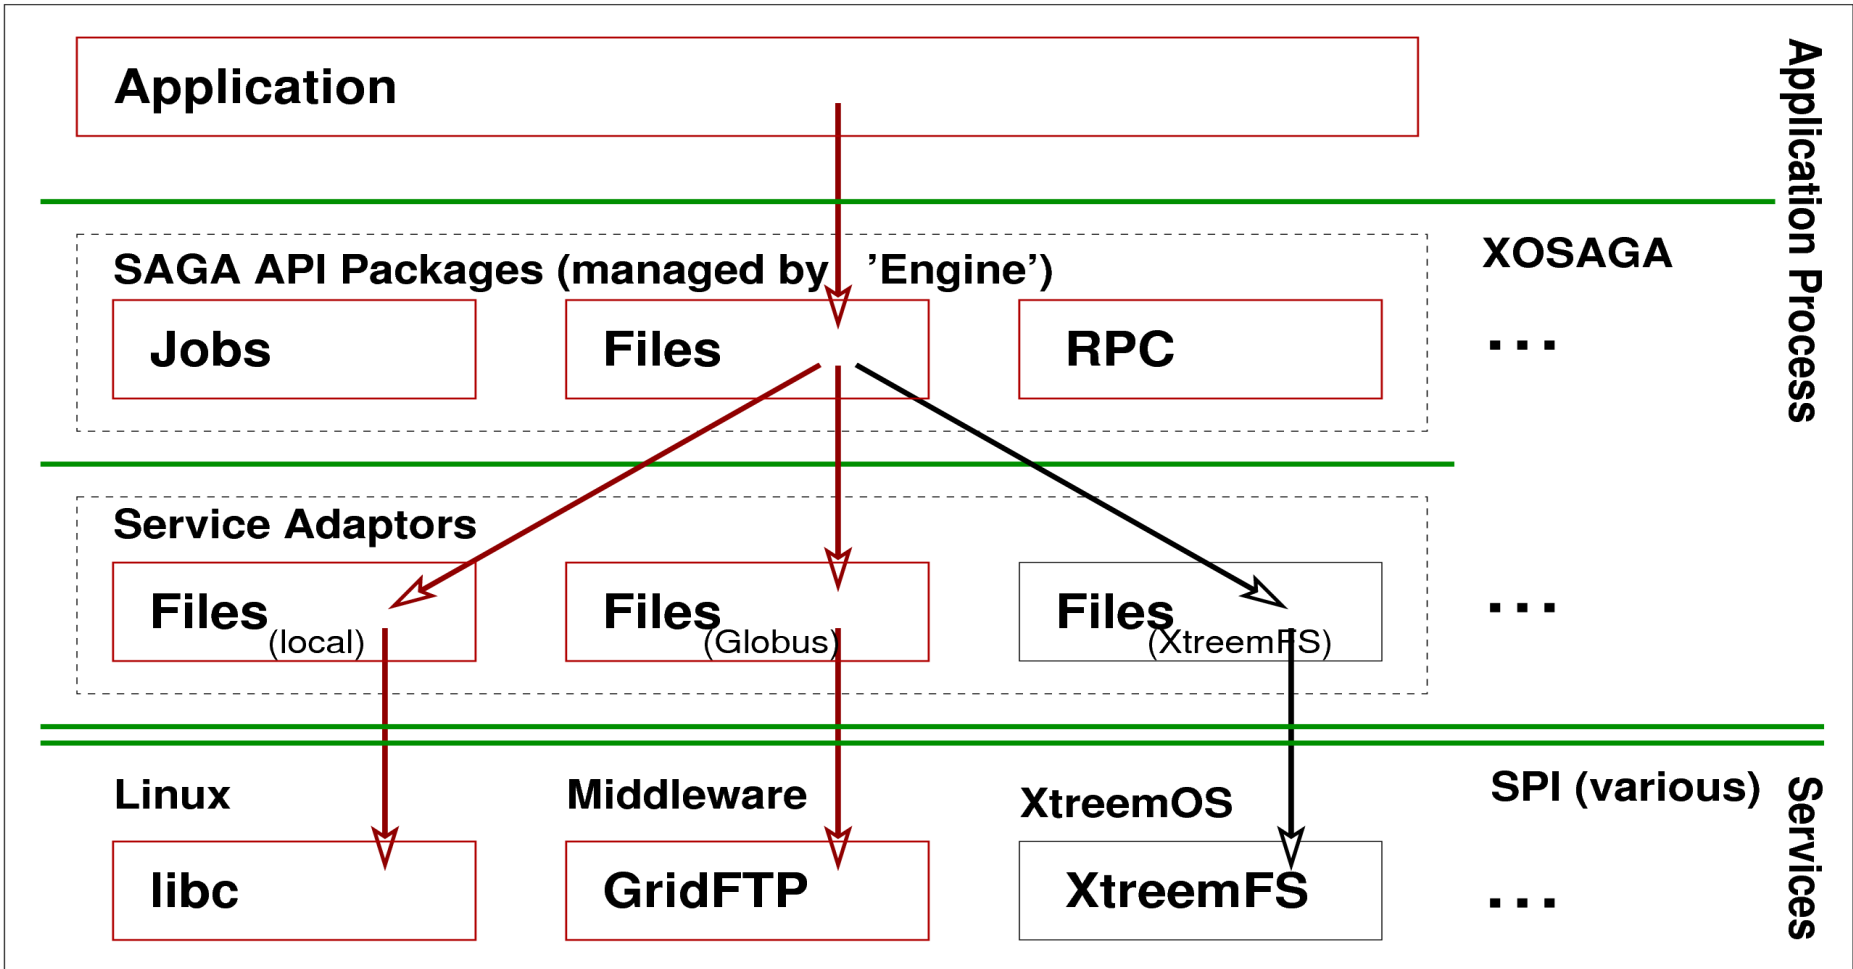 Application
Application Process
SAGA API Packages (managed by 'Engine')
XOSAGA
Jobs
Files
RPC
...
Service Adaptors
Files
(local)
Files
(Globus)
Files
(XtreemFS)
...
Linux
Middleware
XtreemOS
SPI (various)
Services
libc
GridFTP
XtreemFS
...